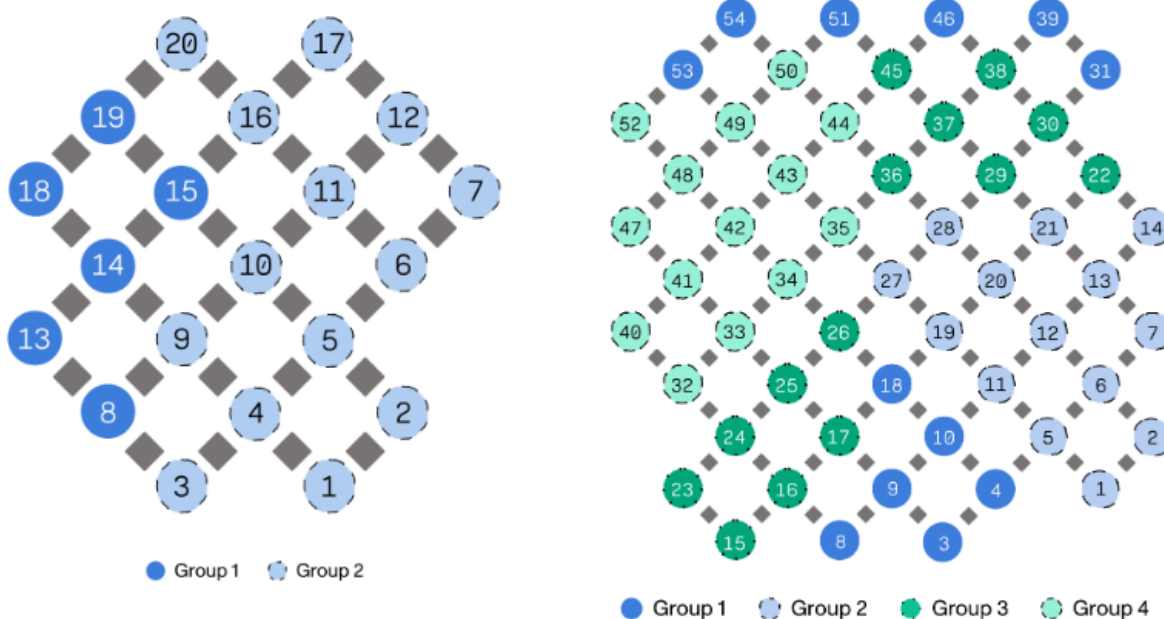 20 17
19 16 12
18 15 11 7
14 10 6
13 9 5
8 4 2
3 1
Group 1 Group 2
54 51 46 39
53 50 45 38 31
52 49 44 37 30
48 43 36 29 22
47 42 35 28 21 14
41 34 27 20 13
40 33 26 19 12 7
32 25 18 11 6
24 17 10 5 2
23 16 9 4 1
15 8 3
Group 1 Group 2 Group 3 Group 4